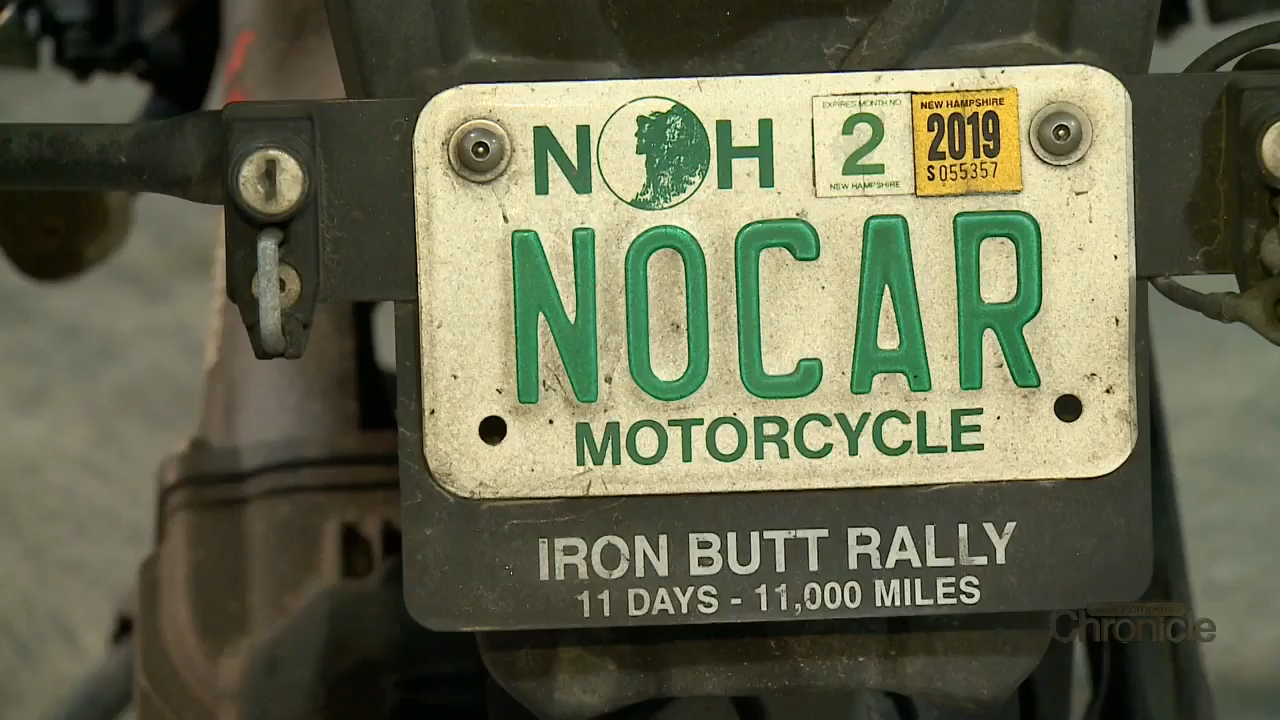 N H
EXPIRES MONTH NO.
2
NEW HAMPSHIRE
NEW HAMPSHIRE
2019
S 055357
NOCAR
MOTORCYCLE
IRON BUTT RALLY
11 DAYS - 11,000 MILES
Chronicle